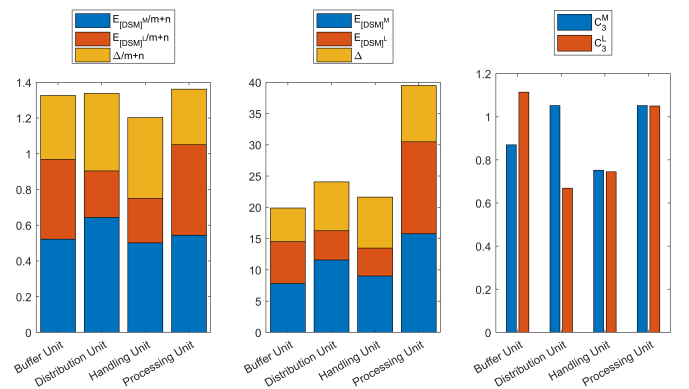 E[DSM]^M/m+n
E[DSM]^L/m+n
Δ/m+n
1.4
1.2
1
0.8
0.6
0.4
0.2
0
Buffer Unit
Distribution Unit
Handling Unit
Processing Unit
E[DSM]^M
E[DSM]^L
Δ
40
35
30
25
20
15
10
5
0
Buffer Unit
Distribution Unit
Handling Unit
Processing Unit
C₃^M
C₃^L
1.2
1
0.8
0.6
0.4
0.2
0
Buffer Unit
Distribution Unit
Handling Unit
Processing Unit